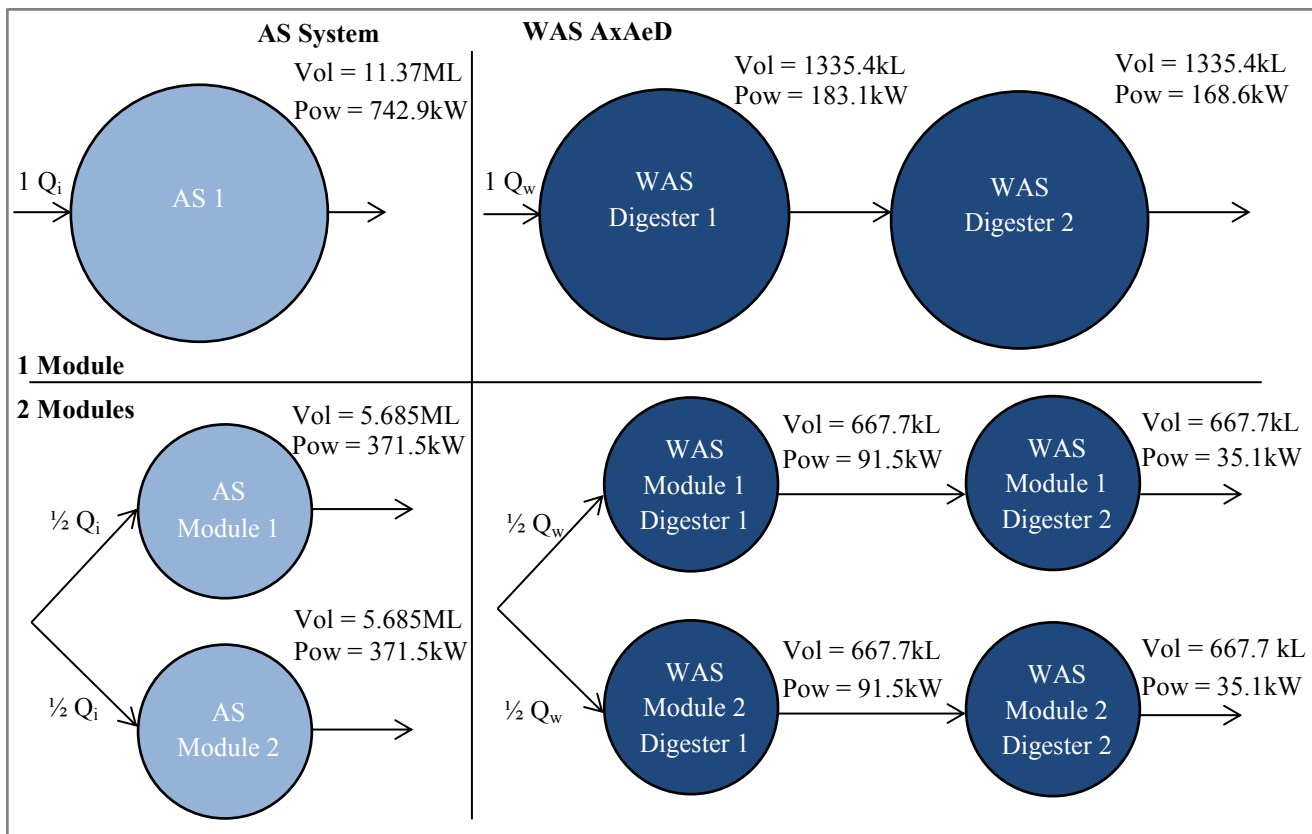 AS System
WAS AxAeD
Vol = 11.37ML
Pow = 742.9kW
Vol = 1335.4kL
Pow = 183.1kW
Vol = 1335.4kL
Pow = 168.6kW
1 Qi
AS 1
1 Qw
WAS
Digester 1
WAS
Digester 2
1 Module
2 Modules
Vol = 5.685ML
Pow = 371.5kW
½ Qi
AS
Module 1
Vol = 5.685ML
Pow = 371.5kW
½ Qi
AS
Module 2
½ Qw
WAS
Module 1
Digester 1
Vol = 667.7kL
Pow = 91.5kW
WAS
Module 1
Digester 2
Vol = 667.7kL
Pow = 35.1kW
½ Qw
WAS
Module 2
Digester 1
Vol = 667.7kL
Pow = 91.5kW
WAS
Module 2
Digester 2
Vol = 667.7 kL
Pow = 35.1kW